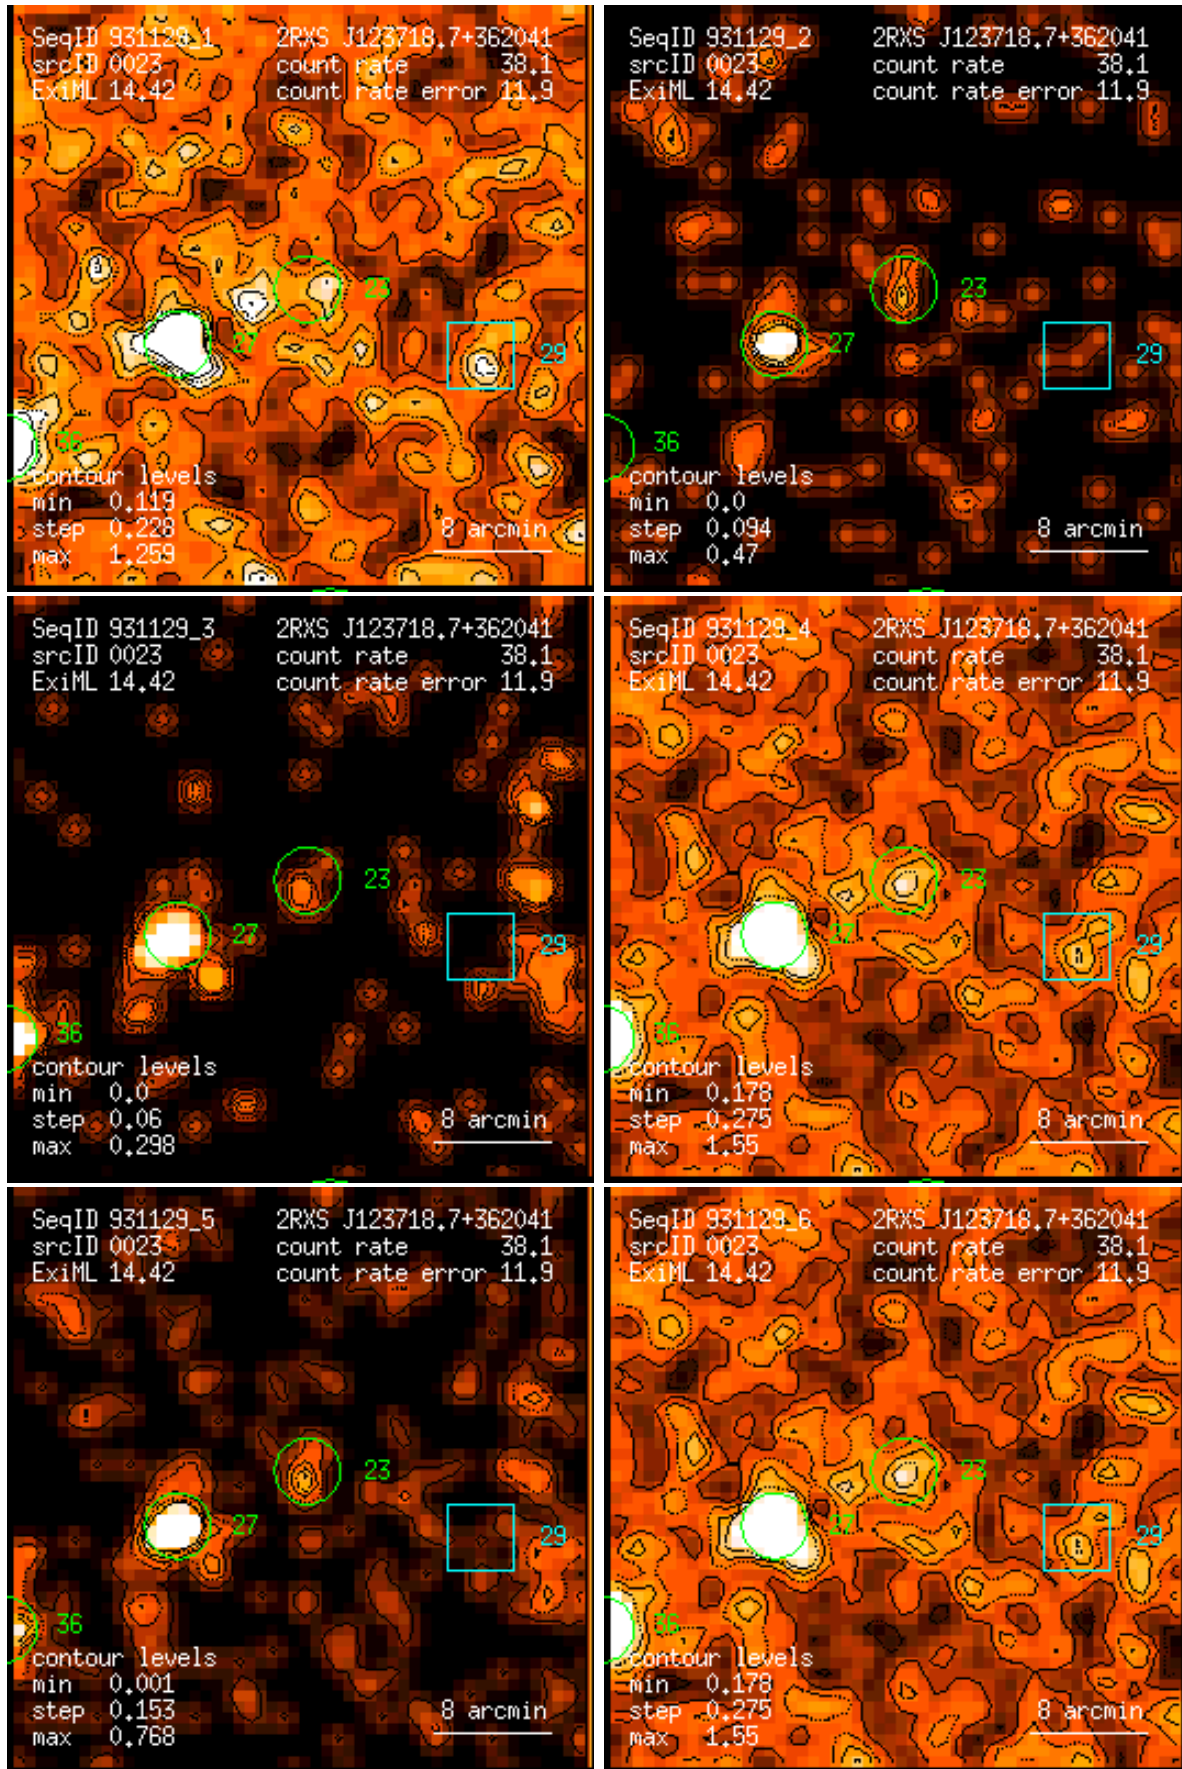 SeqID 931129_1 2RXS J123718.7+362041
srcID 0023 count rate 38.1
ExiML 14.42 count rate error 11.9
23
27
29
36
contour levels
min 0.119
step 0.228 8 arcmin
max 1.259
SeqID 931129_2 2RXS J123718.7+362041
srcID 0023 count rate 38.1
ExiML 14.42 count rate error 11.9
23
27
29
36
contour levels
min 0.0
step 0.094 8 arcmin
max 0.47
SeqID 931129_3 2RXS J123718.7+362041
srcID 0023 count rate 38.1
ExiML 14.42 count rate error 11.9
23
27
29
36
contour levels
min 0.0
step 0.06 8 arcmin
max 0.298
SeqID 931129_4 2RXS J123718.7+362041
srcID 0023 count rate 38.1
ExiML 14.42 count rate error 11.9
23
27
29
36
contour levels
min 0.178
step 0.275 8 arcmin
max 1.55
SeqID 931129_5 2RXS J123718.7+362041
srcID 0023 count rate 38.1
ExiML 14.42 count rate error 11.9
23
27
29
36
contour levels
min 0.001
step 0.153 8 arcmin
max 0.768
SeqID 931129_6 2RXS J123718.7+362041
srcID 0023 count rate 38.1
ExiML 14.42 count rate error 11.9
23
27
29
36
contour levels
min 0.178
step 0.275 8 arcmin
max 1.55